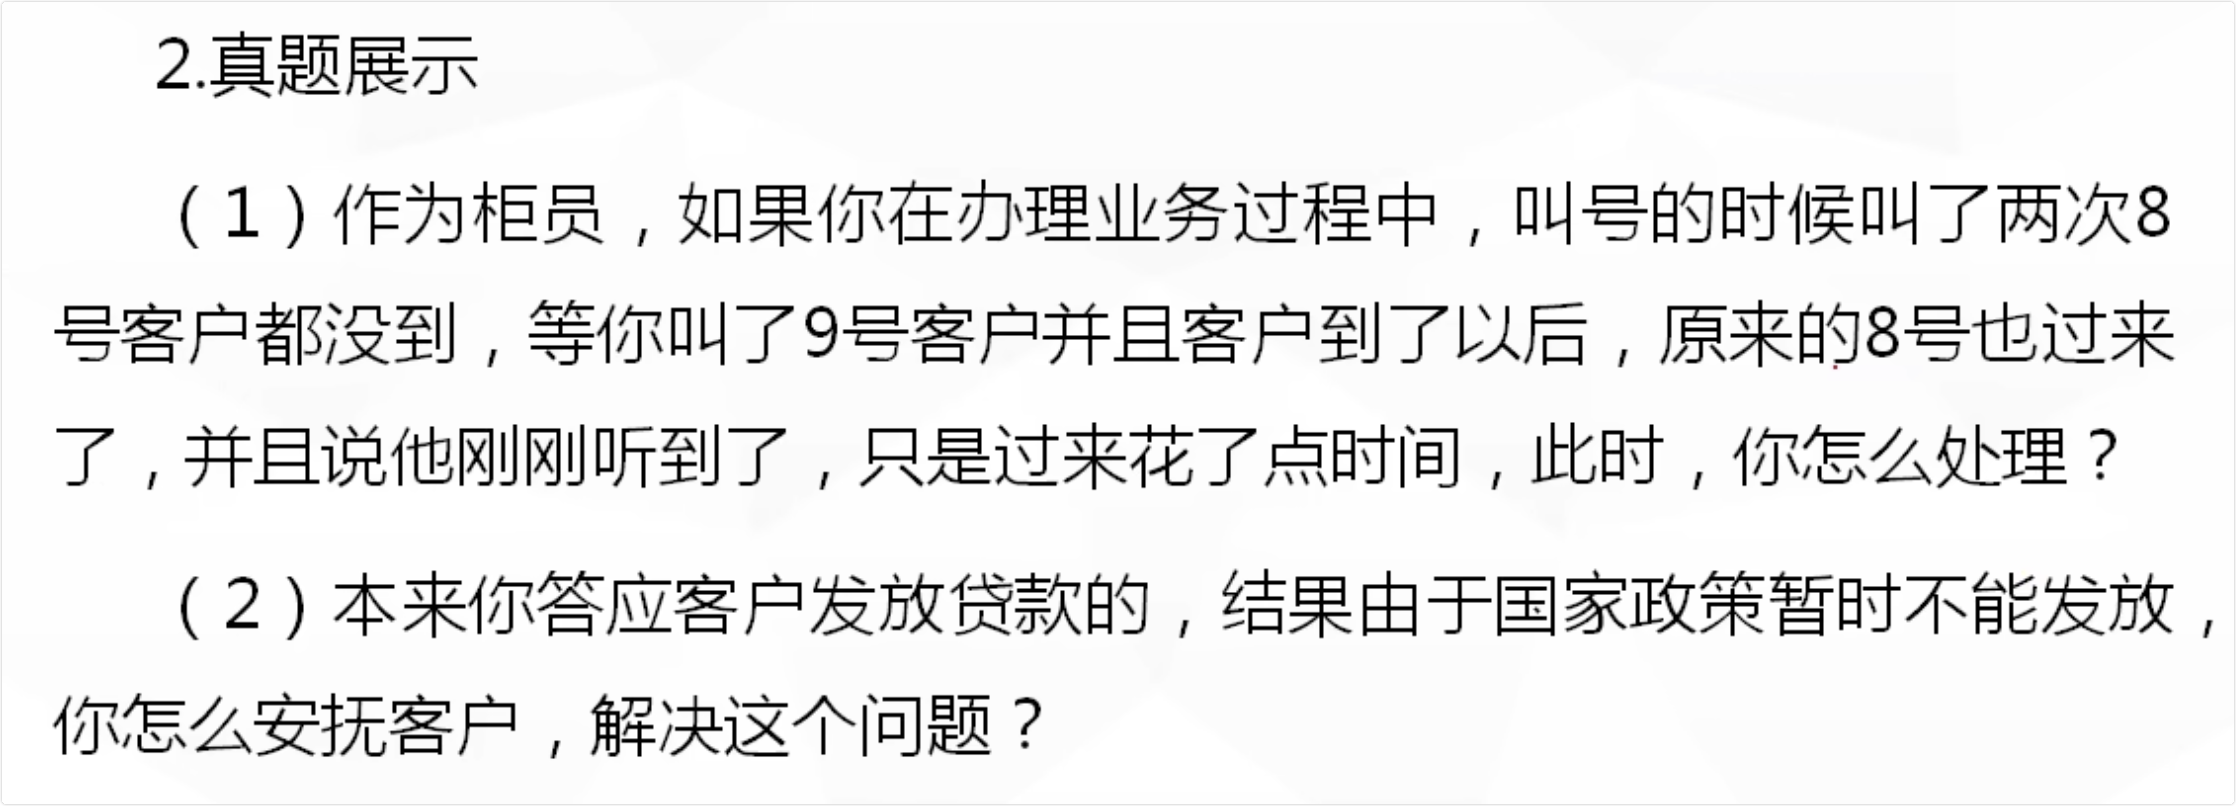 2.真题展示
（1）作为柜员，如果你在办理业务过程中，叫号的时候叫了两次8
号客户都没到，等你叫了9号客户并且客户到了以后，原来的8号也过来
了，并且说他刚刚听到了，只是过来花了点时间，此时，你怎么处理？
（2）本来你答应客户发放贷款的，结果由于国家政策暂时不能发放，
你怎么安抚客户，解决这个问题？